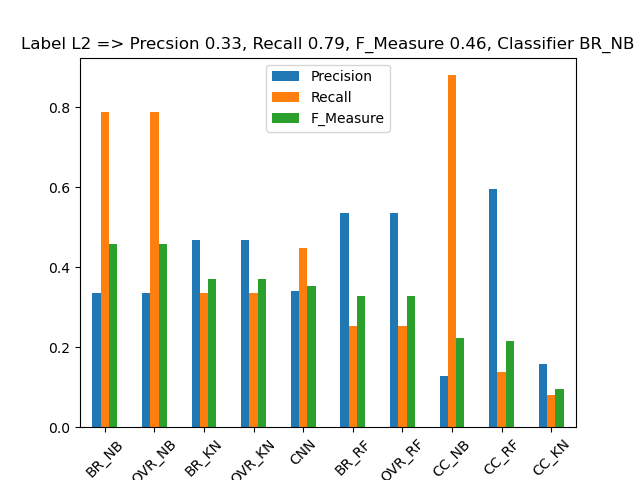 Label L2 => Precsion 0.33, Recall 0.79, F_Measure 0.46, Classifier BR_NB
Precision
Recall
F_Measure
0.8
0.6
0.4
0.2
0.0
BR_NB
OVR_NB
BR_KN
OVR_KN
CNN
BR_RF
OVR_RF
CC_NB
CC_RF
CC_KN